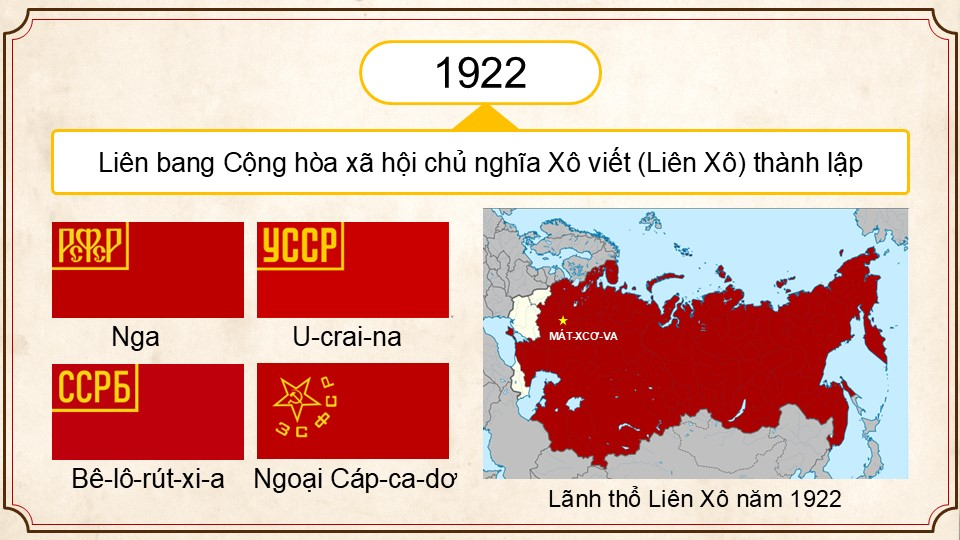 1922
Liên bang Cộng hòa xã hội chủ nghĩa Xô viết (Liên Xô) thành lập
РСФСР
УССР
Nga
U-crai-na
ССРБ
ЗСФСР
Bê-lô-rút-xi-a
Ngoại Cáp-ca-dơ
MÁT-XCƠ-VA
Lãnh thổ Liên Xô năm 1922